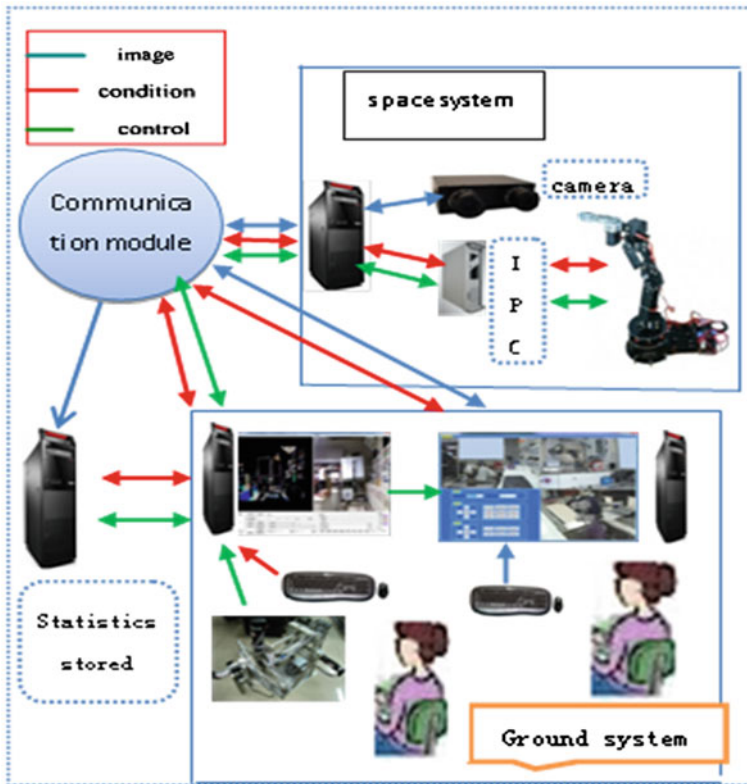 image
condition
control
space system
Communica
tion module
camera
I
P
C
Statistics
stored
Ground system